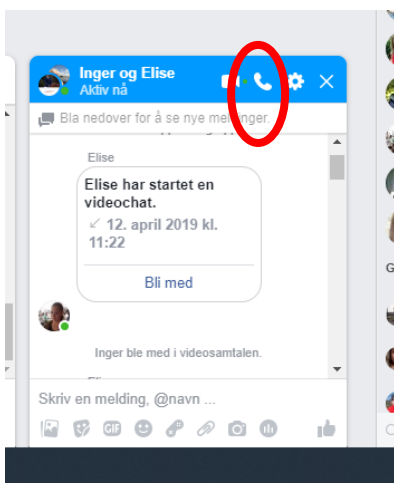 Inger og Elise
Aktiv nå
Bla nedover for å se nye meldinger.
Elise
Elise har startet en
videochat.
12. april 2019 kl.
11:22
Bli med
Inger ble med i videosamtalen.
Skriv en melding, @navn ...
GIF
G